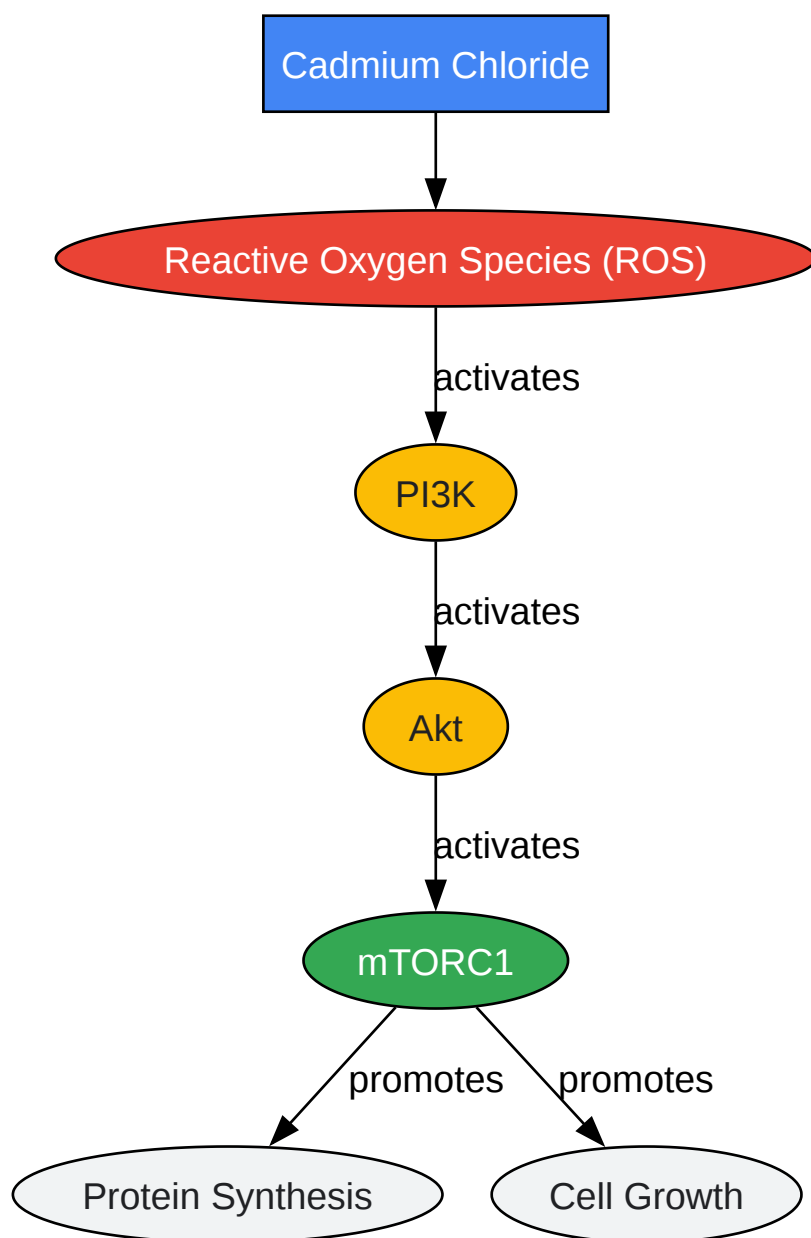 Cadmium Chloride
Reactive Oxygen Species (ROS)
activates
PI3K
activates
Akt
activates
mTORC1
promotes
promotes
Protein Synthesis
Cell Growth